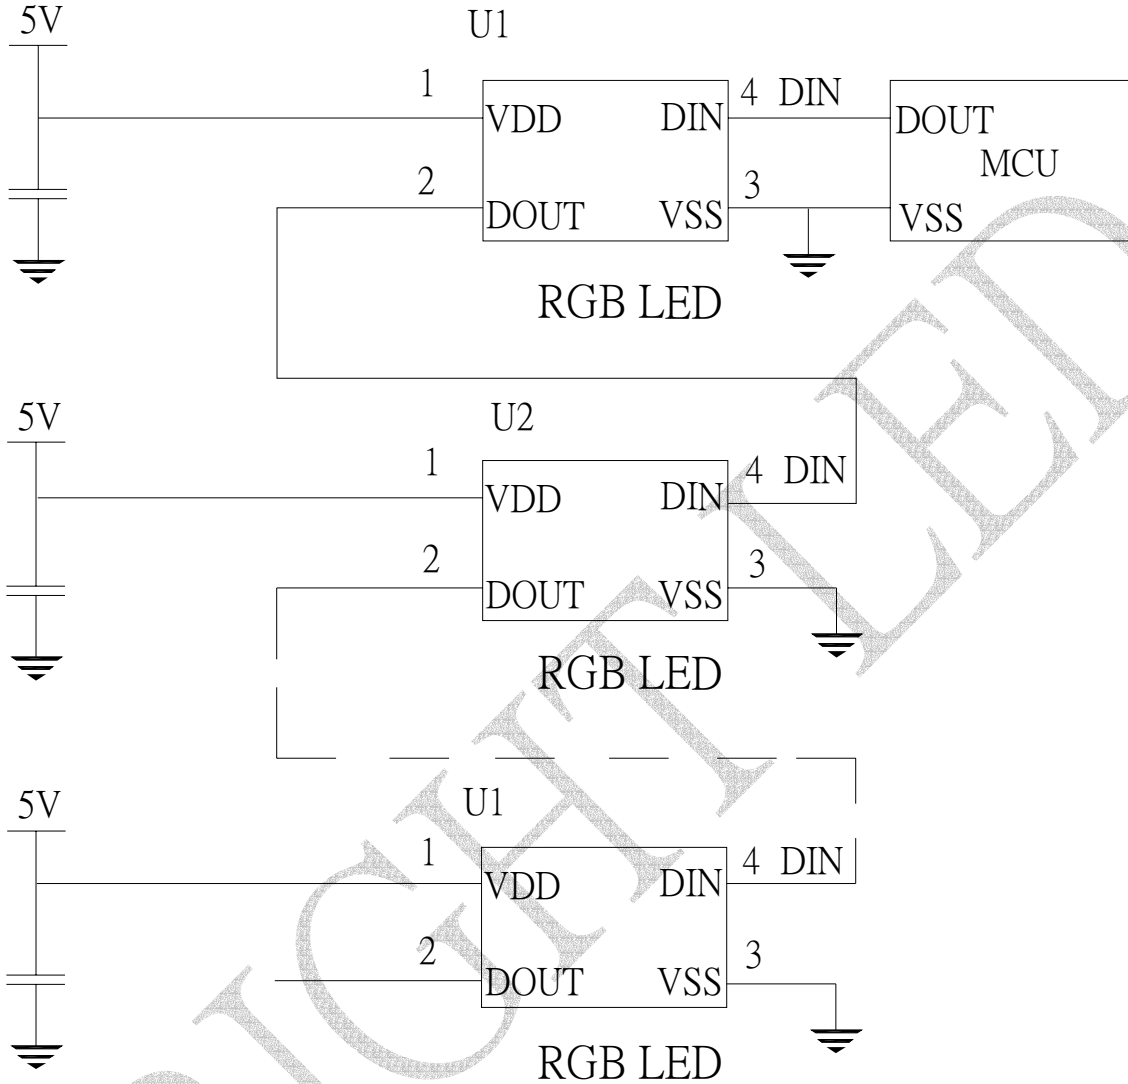 5V
U1
1
4 DIN
VDD
DIN
DOUT
MCU
2
3
DOUT
VSS
VSS
RGB LED
5V
U2
1
4 DIN
VDD
DIN
2
3
DOUT
VSS
RGB LED
5V
U1
1
4 DIN
VDD
DIN
2
3
DOUT
VSS
RGB LED
RIGHT LED